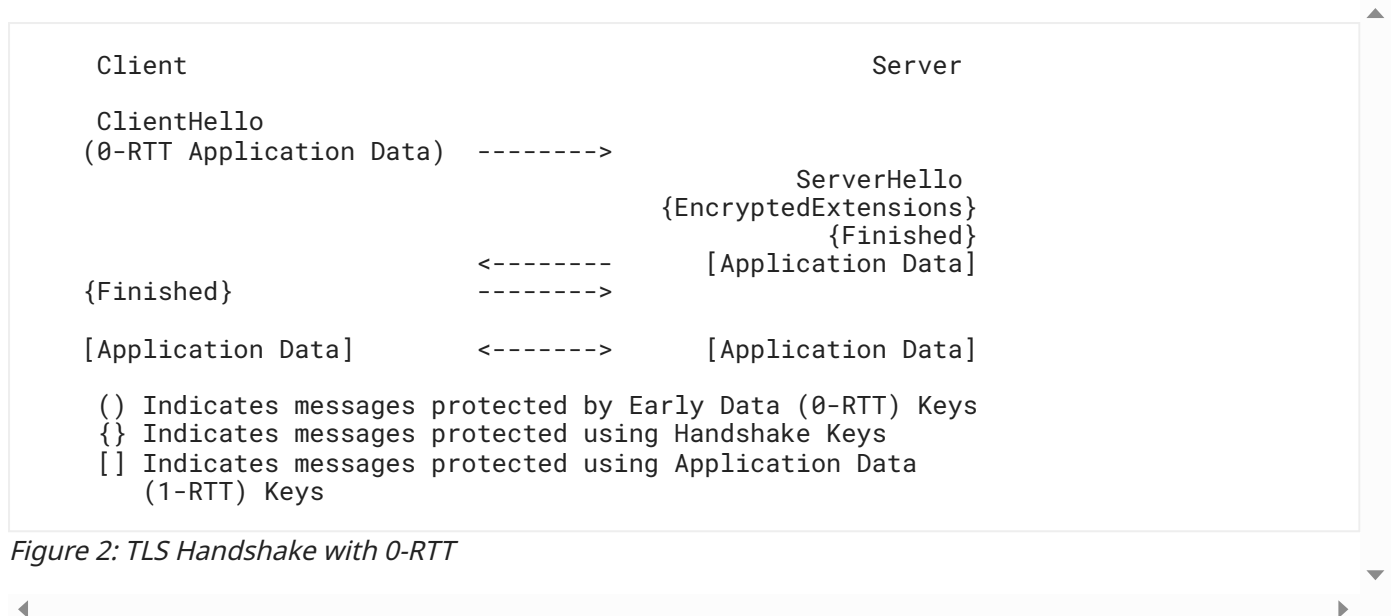 Client Server
ClientHello
(0-RTT Application Data) -------->
ServerHello
{EncryptedExtensions}
{Finished}
<-------- [Application Data]
{Finished} -------->
[Application Data] <-------> [Application Data]
() Indicates messages protected by Early Data (0-RTT) Keys
{} Indicates messages protected using Handshake Keys
[] Indicates messages protected using Application Data
(1-RTT) Keys
Figure 2: TLS Handshake with 0-RTT